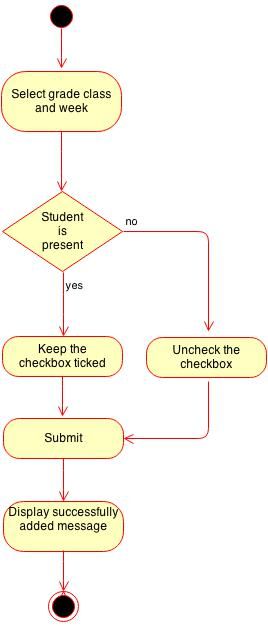 Select grade class
and week
Student
is
present
no
yes
Keep the
checkbox ticked
Uncheck the
checkbox
Submit
Display successfully
added message